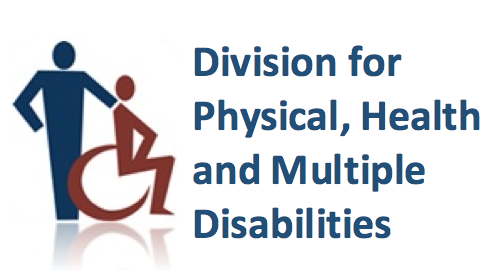 Division for
Physical, Health
and Multiple
Disabilities